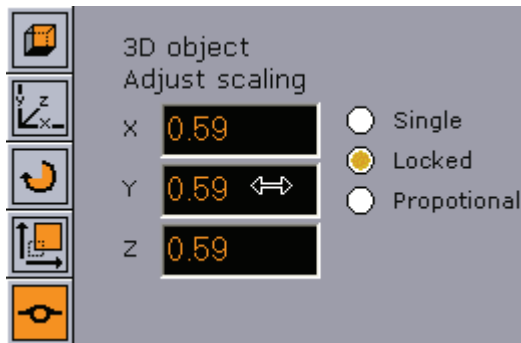 3D object
Adjust scaling
y z
x
X 0.59
Y 0.59
Z 0.59
Single
Locked
Propotional